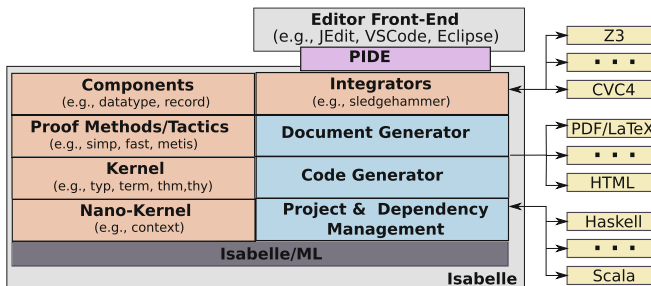 Editor Front-End
(e.g., JEdit, VSCode, Eclipse)
PIDE
Components
(e.g., datatype, record)
Integrators
(e.g., sledgehammer)
Proof Methods/Tactics
(e.g., simp, fast, metis)
Document Generator
Kernel
(e.g., typ, term, thm,thy)
Code Generator
Nano-Kernel
(e.g., context)
Project & Dependency
Management
Isabelle/ML
Isabelle
Z3
...
CVC4
PDF/LaTeX
...
HTML
Haskell
...
Scala